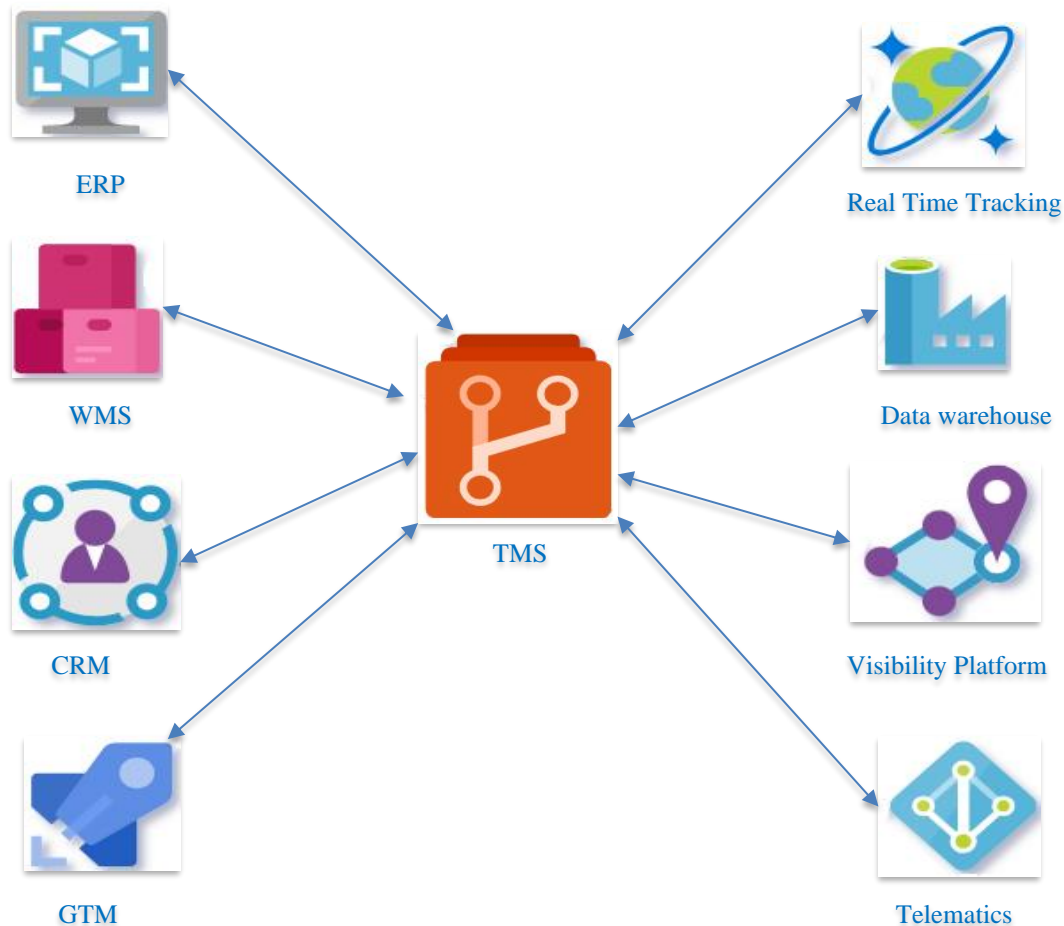 ERP
Real Time Tracking
WMS
Data warehouse
TMS
CRM
Visibility Platform
GTM
Telematics